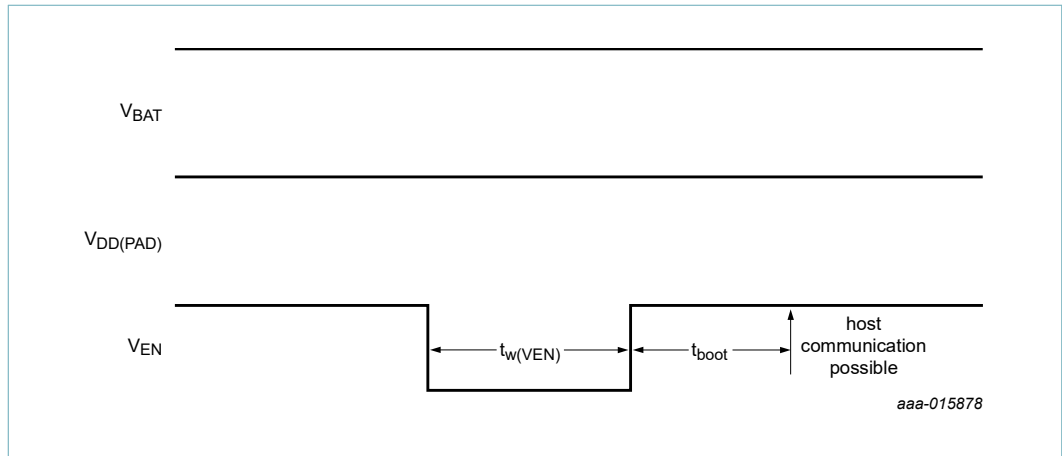 VBAT
VDD(PAD)
VEN
tw(VEN)
tboot
host
communication
possible
aaa-015878